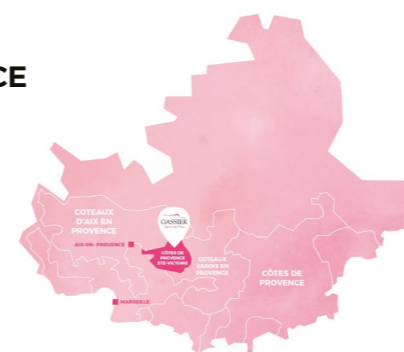 CE
COTEAUX
D'AIX EN
PROVENCE
GASSIER
AIX-EN- PROVENCE
CÔTES DE
PROVENCE
STE-VICTOIRE
COTEAUX
VAROIS EN
PROVENCE
CÔTES DE
PROVENCE
MARSEILLE